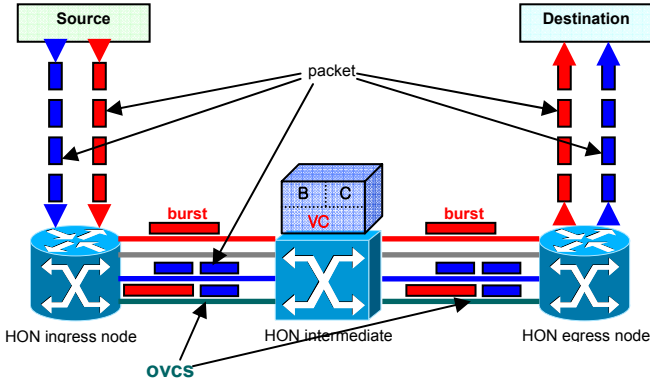 Source
Destination
packet
B
C
VC
burst
burst
HON ingress node
HON intermediate
HON egress node
ovcs